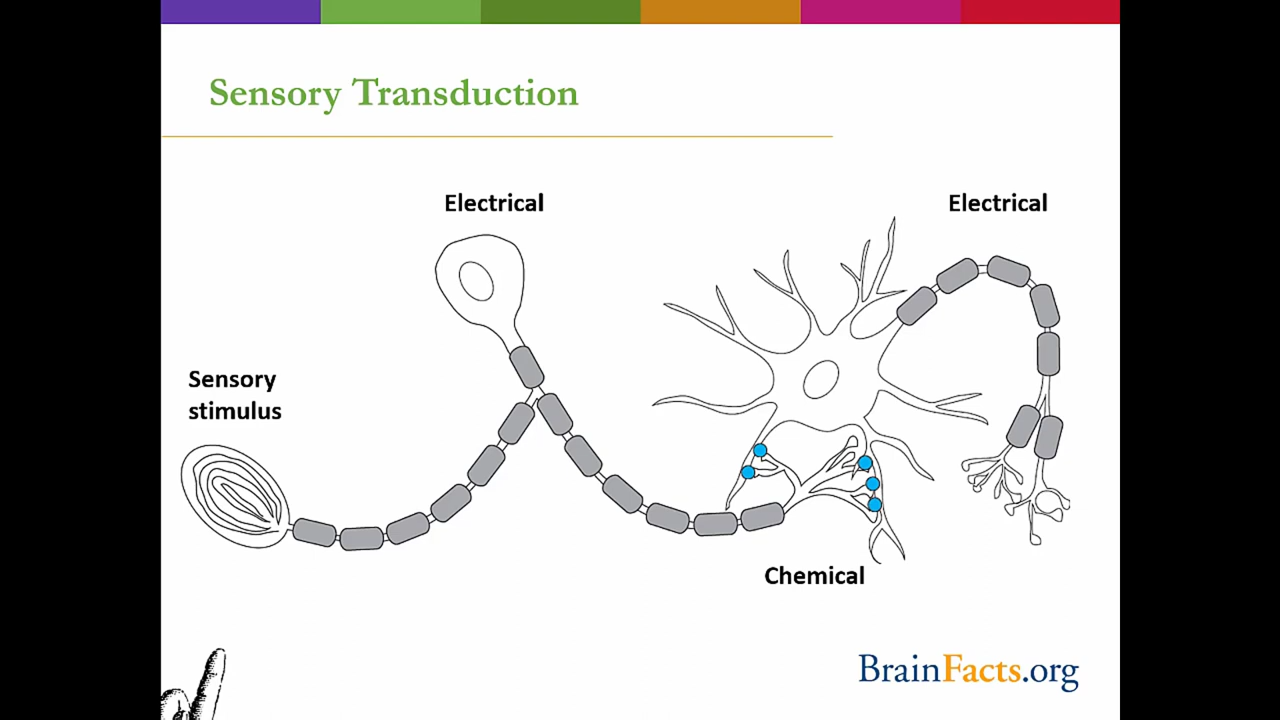 Sensory Transduction
Electrical
Electrical
Sensory
stimulus
Chemical
BrainFacts.org